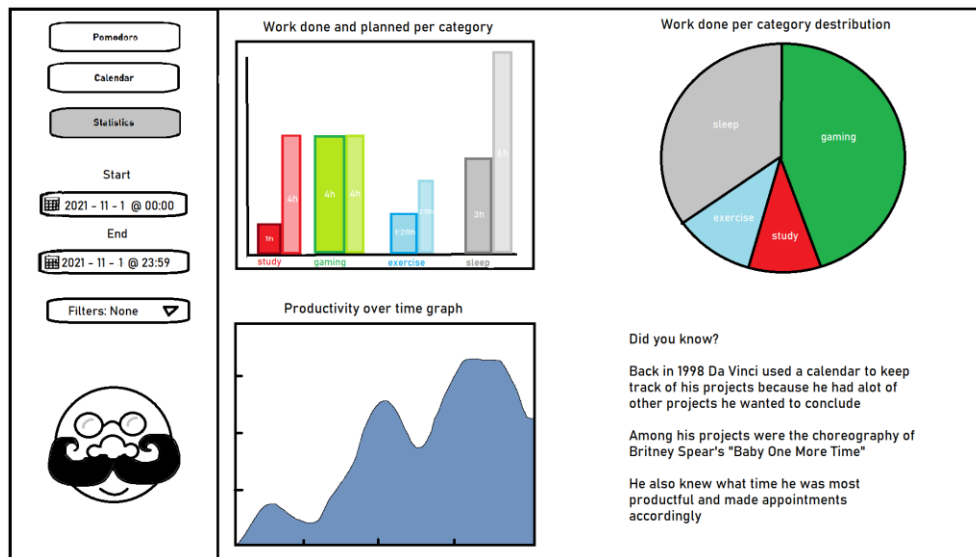 Pomodoro
Calendar
Statistics
Start
2021 - 11 - 1 @ 00:00
End
2021 - 11 - 1 @ 23:59
Filters: None
Work done and planned per category
1h
4h
4h
4h
1:20h
3h
6h
study
gaming
exercise
sleep
Work done per category destribution
sleep
gaming
exercise
study
Productivity over time graph
Did you know?
Back in 1998 Da Vinci used a calendar to keep
track of his projects because he had alot of
other projects he wanted to conclude
Among his projects were the choreography of
Britney Spear's "Baby One More Time"
He also knew what time he was most
productful and made appointments
accordingly